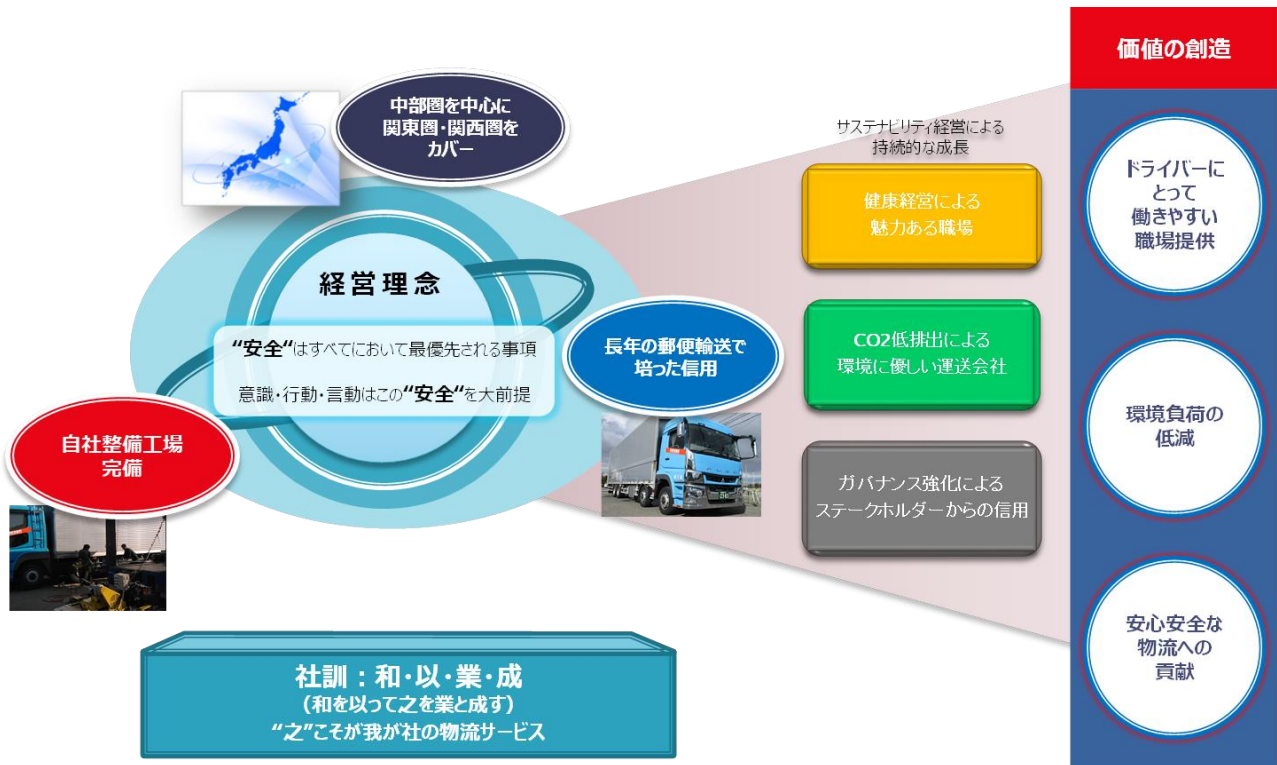 中部圏を中心に
関東圏・関西圏を
カバー
経営理念
“安全“はすべてにおいて最優先される事項
意識・行動・言動はこの“安全“を大前提
長年の郵便輸送で
培った信用
自社整備工場
完備
社訓：和・以・業・成
（和を以って之を業と成す）
“之”こそが我が社の物流サービス
サステナビリティ経営による
持続的な成長
健康経営による
魅力ある職場
CO2低排出による
環境に優しい運送会社
ガバナンス強化による
ステークホルダーからの信用
価値の創造
ドライバーに
とって
働きやすい
職場提供
環境負荷の
低減
安心安全な
物流への
貢献